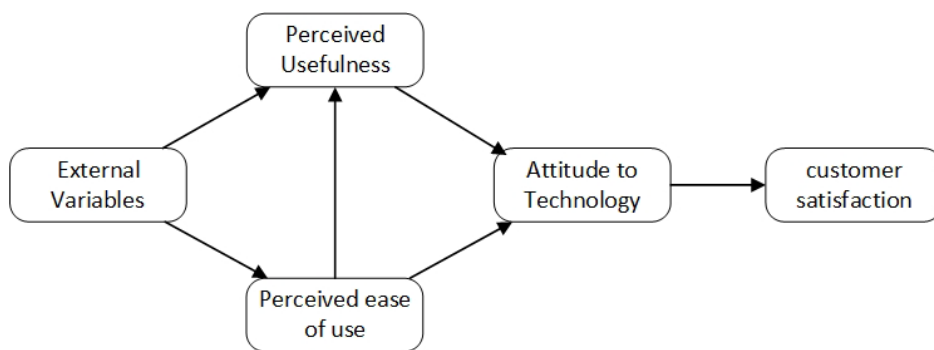 Perceived
Usefulness
External
Variables
Attitude to
Technology
customer
satisfaction
Perceived ease
of use